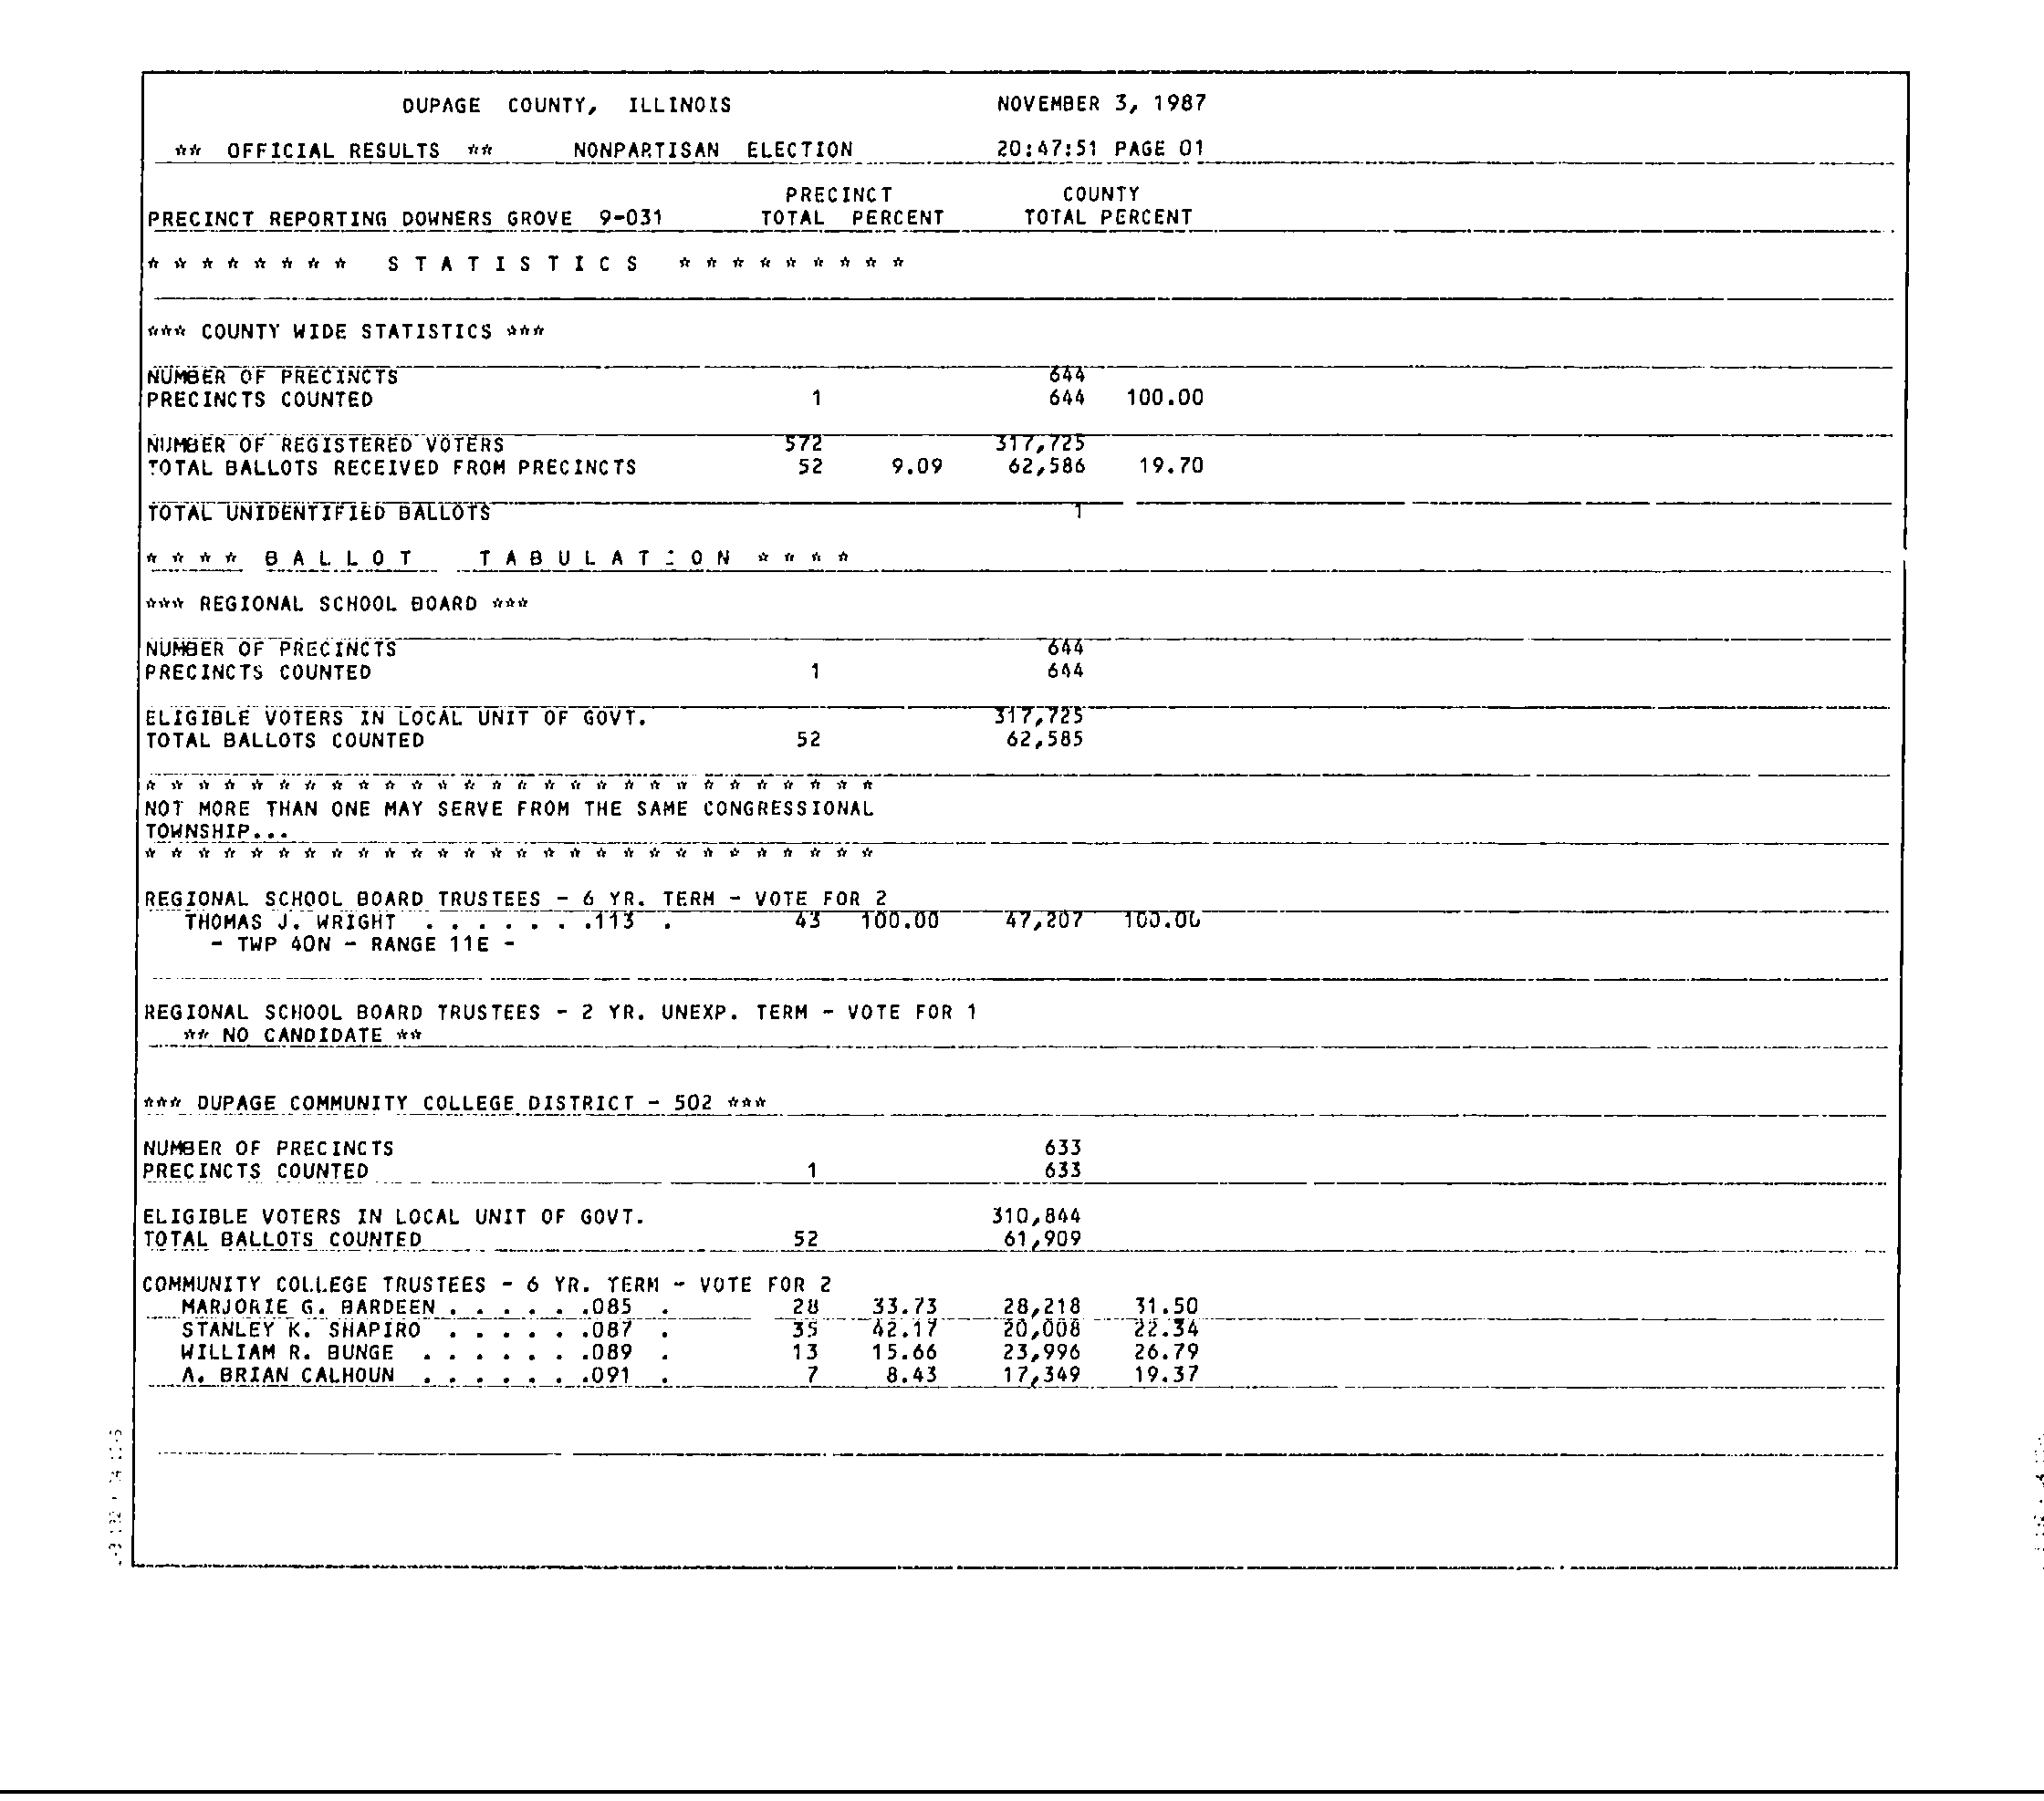 DUPAGE COUNTY, ILLINOIS NOVEMBER 3, 1987
** OFFICIAL RESULTS ** NONPARTISAN ELECTION 20:47:51 PAGE 01
PRECINCT COUNTY
PRECINCT REPORTING DOWNERS GROVE 9-031 TOTAL PERCENT TOTAL PERCENT
* * * * * * * * S T A T I S T I C S * * * * * * * * *
*** COUNTY WIDE STATISTICS ***
NUMBER OF PRECINCTS 644
PRECINCTS COUNTED 1 644 100.00
NUMBER OF REGISTERED VOTERS 572 317,725
TOTAL BALLOTS RECEIVED FROM PRECINCTS 52 9.09 62,586 19.70
TOTAL UNIDENTIFIED BALLOTS 1
* * * * B A L L O T T A B U L A T I O N * * * *
*** REGIONAL SCHOOL BOARD ***
NUMBER OF PRECINCTS 644
PRECINCTS COUNTED 1 644
ELIGIBLE VOTERS IN LOCAL UNIT OF GOVT. 317,725
TOTAL BALLOTS COUNTED 52 62,585
* * * * * * * * * * * * * * * * * * * * * * * * * * * *
NOT MORE THAN ONE MAY SERVE FROM THE SAME CONGRESSIONAL
TOWNSHIP...
* * * * * * * * * * * * * * * * * * * * * * * * * * * *
REGIONAL SCHOOL BOARD TRUSTEES - 6 YR. TERM - VOTE FOR 2
THOMAS J. WRIGHT . . . . . . .113 . 43 100.00 47,207 100.00
- TWP 40N - RANGE 11E -
REGIONAL SCHOOL BOARD TRUSTEES - 2 YR. UNEXP. TERM - VOTE FOR 1
** NO CANDIDATE **
*** DUPAGE COMMUNITY COLLEGE DISTRICT - 502 ***
NUMBER OF PRECINCTS 633
PRECINCTS COUNTED 1 633
ELIGIBLE VOTERS IN LOCAL UNIT OF GOVT. 310,844
TOTAL BALLOTS COUNTED 52 61,909
COMMUNITY COLLEGE TRUSTEES - 6 YR. TERM - VOTE FOR 2
MARJORIE G. BARDEEN . . . . . .085 . 28 33.73 28,218 31.50
STANLEY K. SHAPIRO . . . . . .087 . 35 42.17 20,008 22.34
WILLIAM R. BUNGE . . . . . . .089 . 13 15.66 23,996 26.79
A. BRIAN CALHOUN . . . . . . .091 . 7 8.43 17,349 19.37